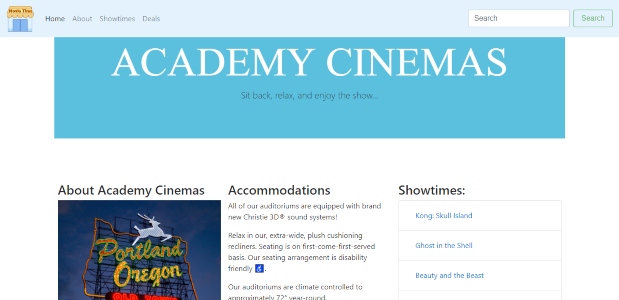 Movie Time
Home About Showtimes Deals
Search
Search
ACADEMY CINEMAS
Sit back, relax, and enjoy the show...
About Academy Cinemas
Portland
Oregon
OLD TOWN
Accommodations
All of our auditoriums are equipped with brand
new Christie 3D® sound systems!
Relax in our, extra-wide, plush cushioning
recliners. Seating is on first-come-first-served
basis. Our seating arrangement is disability
friendly ♿.
Our auditoriums are climate controlled to
approximately 72° year-round.
Showtimes:
Kong: Skull Island
Ghost in the Shell
Beauty and the Beast